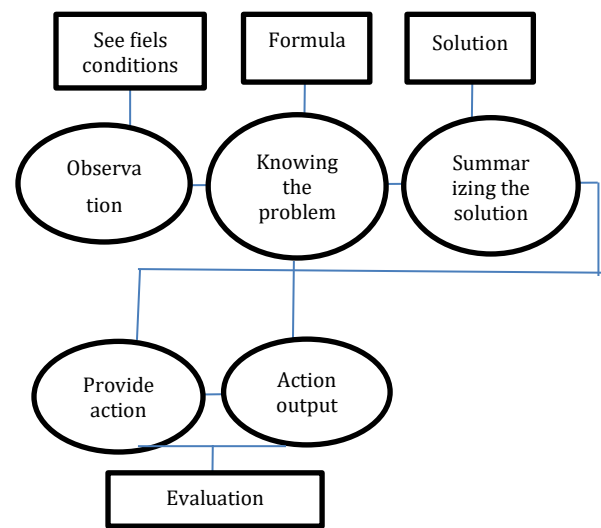 See fiels
conditions
Formula
Solution
Observa
tion
Knowing
the
problem
Summar
izing the
solution
Provide
action
Action
output
Evaluation